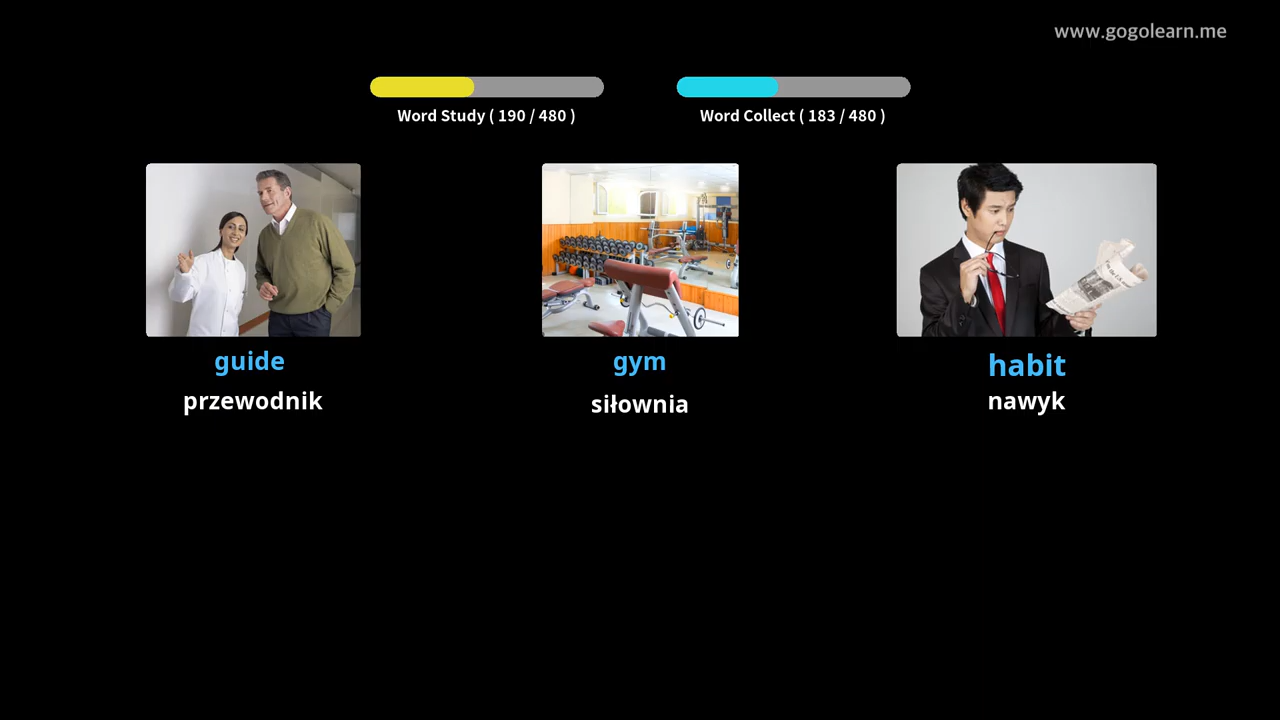 www.gogolearn.me
Word Study ( 190 / 480 )
Word Collect ( 183 / 480 )
guide
gym
habit
przewodnik
siłownia
nawyk